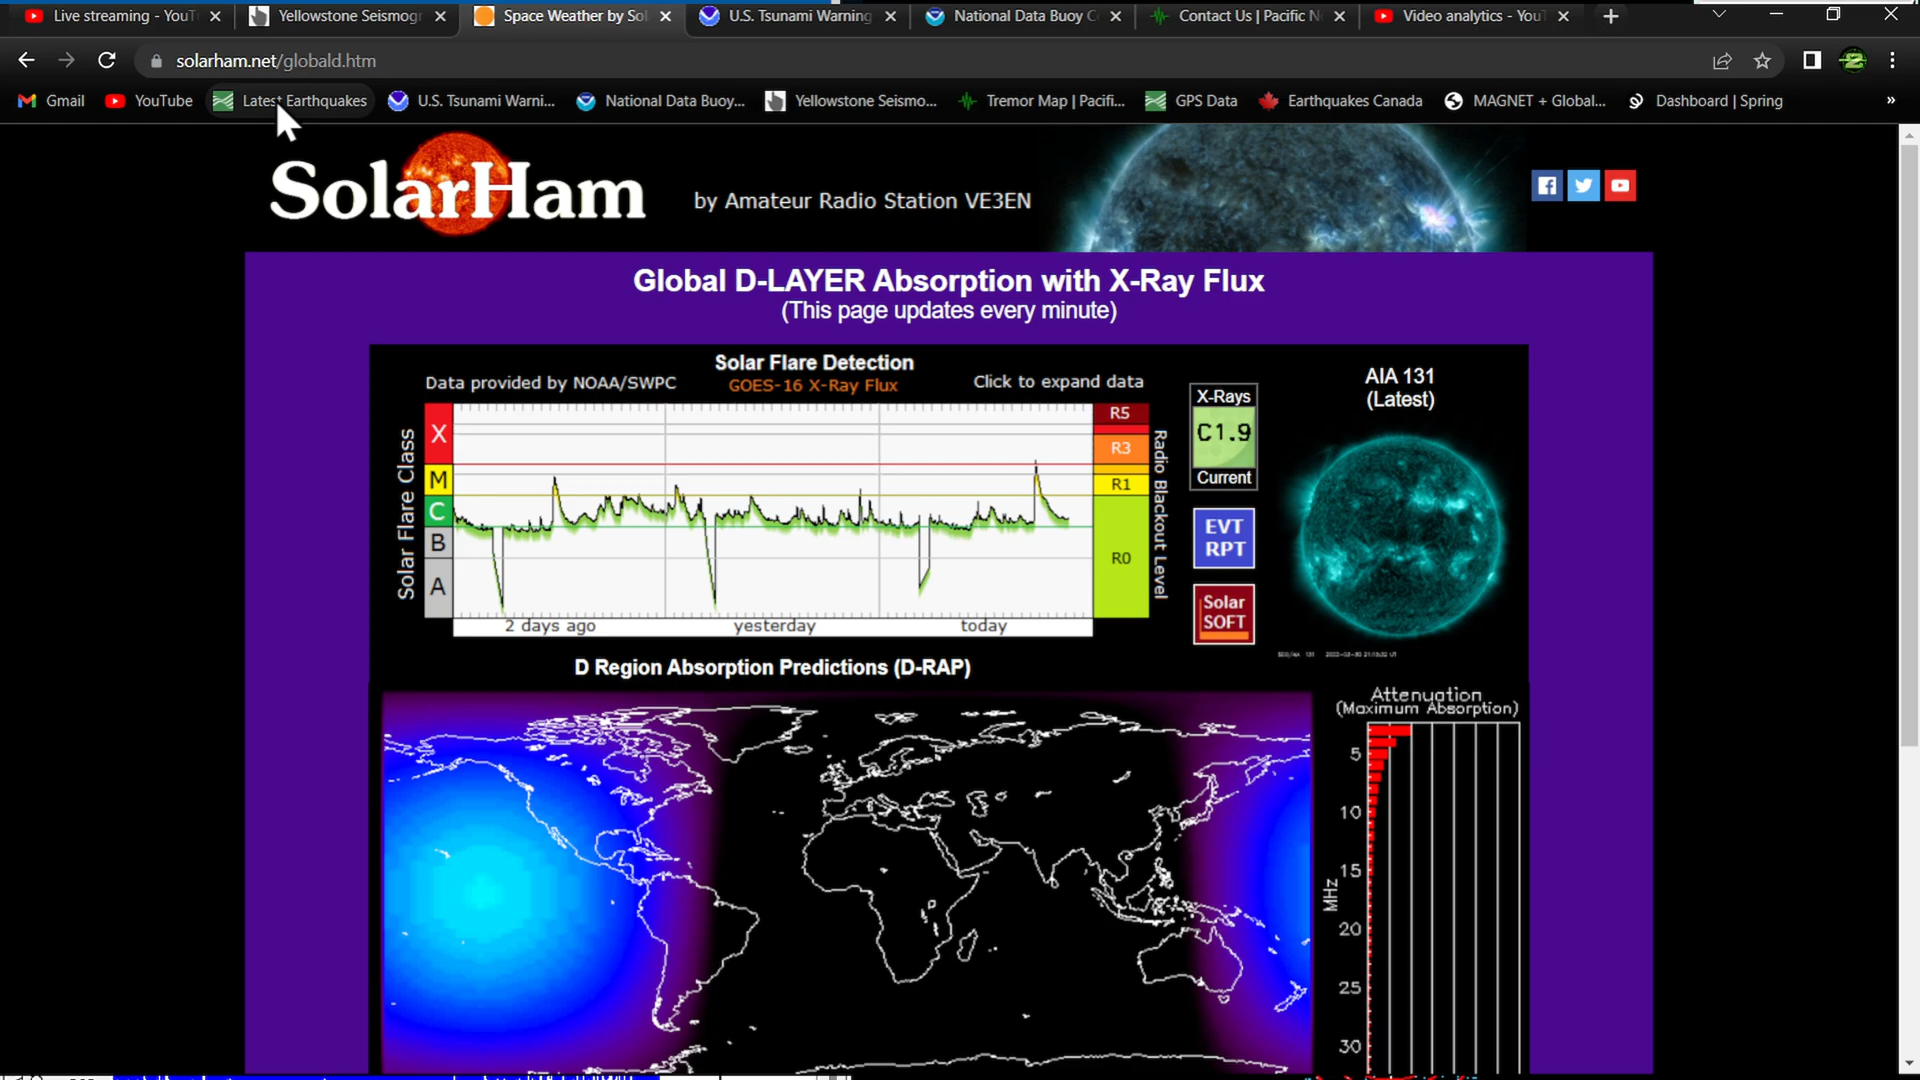 Live streaming - YouT
Yellowstone Seismogr
Space Weather by Sol
U.S. Tsunami Warning
National Data Buoy C
Contact Us | Pacific N
Video analytics - YouT
solarham.net/globald.htm
Gmail
YouTube
Latest Earthquakes
U.S. Tsunami Warni...
National Data Buoy...
Yellowstone Seismo...
Tremor Map | Pacifi...
GPS Data
Earthquakes Canada
MAGNET + Global...
Dashboard | Spring
»
SolarHam
by Amateur Radio Station VE3EN
Global D-LAYER Absorption with X-Ray Flux
(This page updates every minute)
Solar Flare Detection
Data provided by NOAA/SWPC
GOES-16 X-Ray Flux
Click to expand data
Solar Flare Class
X
M
C
B
A
R5
R3
R1
R0
Radio Blackout Level
2 days ago
yesterday
today
X-Rays
C1.9
Current
EVT
RPT
Solar
SOFT
AIA 131
(Latest)
D Region Absorption Predictions (D-RAP)
Attenuation
(Maximum Absorption)
MHz
5
10
15
20
25
30